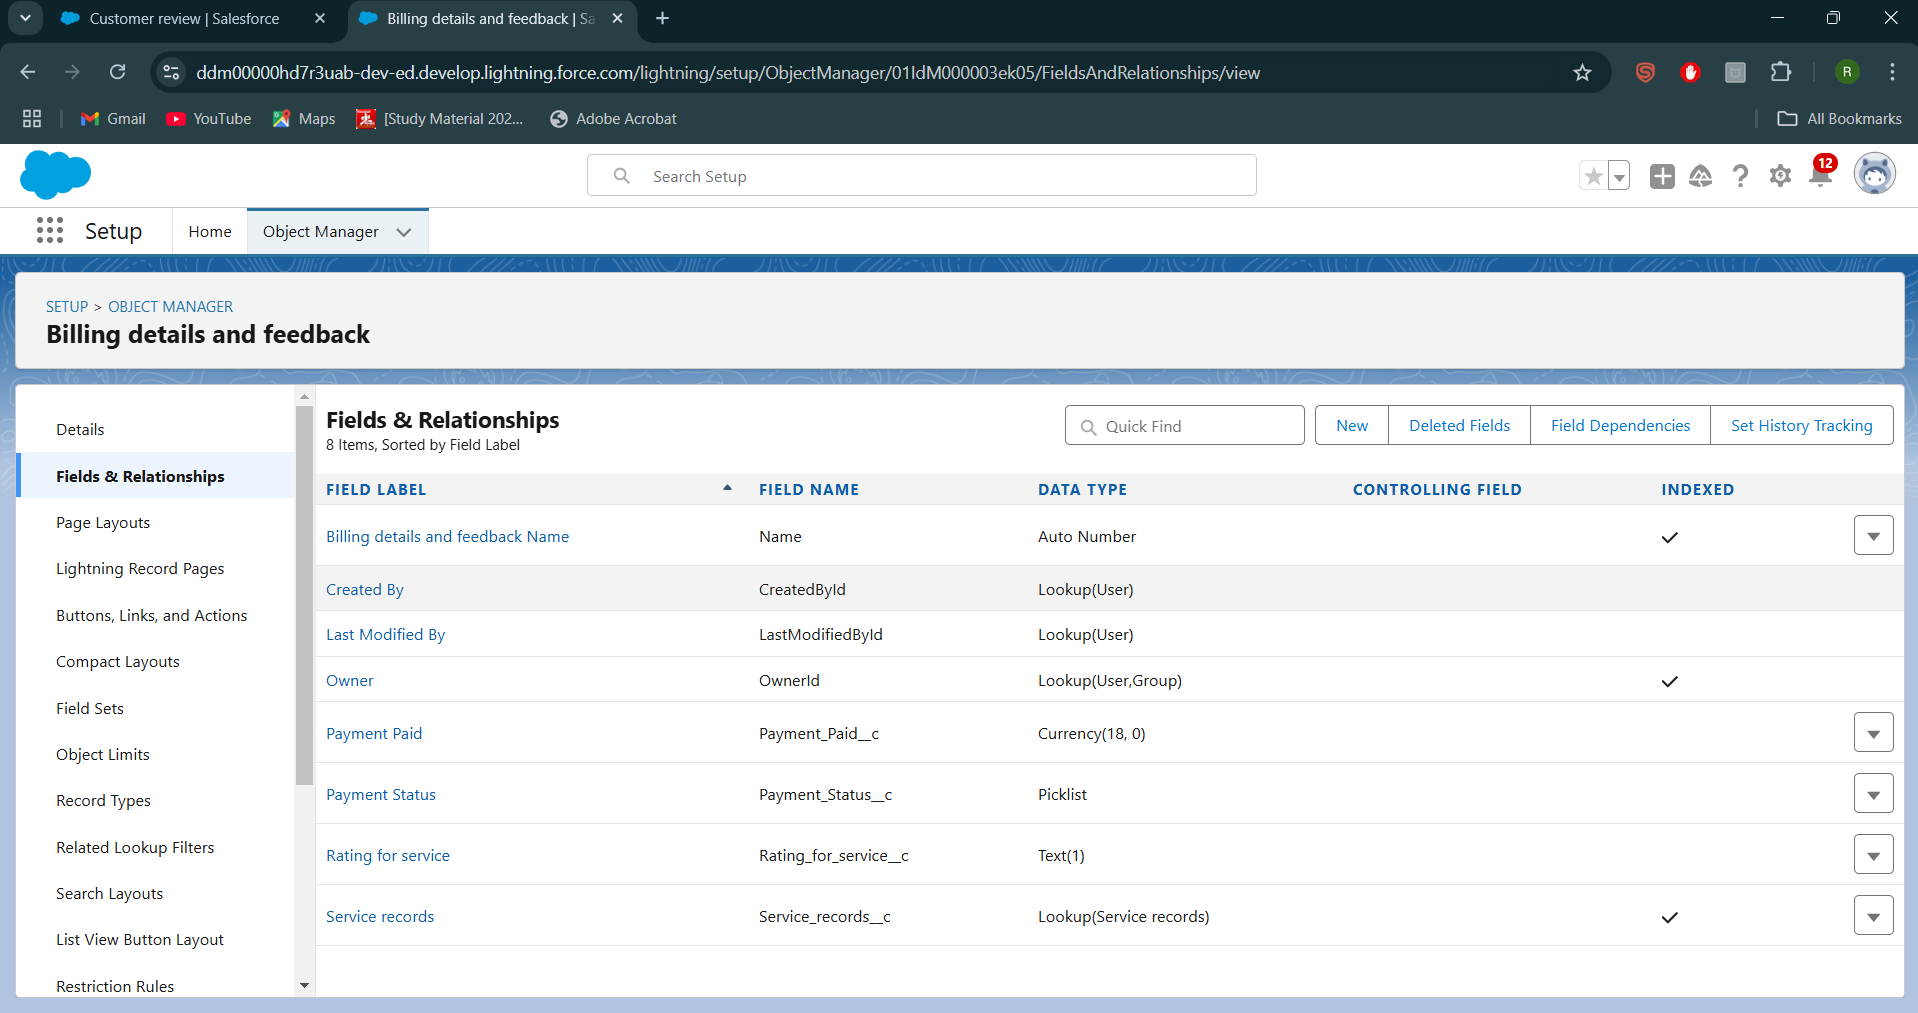 Customer review | Salesforce
Billing details and feedback | Sa
ddm00000hd7r3uab-dev-ed.develop.lightning.force.com/lightning/setup/ObjectManager/01IdM000003ek05/FieldsAndRelationships/view
R
Gmail
YouTube
Maps
[Study Material 202...
Adobe Acrobat
All Bookmarks
Search Setup
12
Setup
Home
Object Manager
SETUP > OBJECT MANAGER
Billing details and feedback
Details
Fields & Relationships
Page Layouts
Lightning Record Pages
Buttons, Links, and Actions
Compact Layouts
Field Sets
Object Limits
Record Types
Related Lookup Filters
Search Layouts
List View Button Layout
Restriction Rules
Fields & Relationships
8 Items, Sorted by Field Label
Quick Find
New
Deleted Fields
Field Dependencies
Set History Tracking
FIELD LABEL FIELD NAME DATA TYPE CONTROLLING FIELD INDEXED
Billing details and feedback Name Name Auto Number
Created By CreatedById Lookup(User)
Last Modified By LastModifiedById Lookup(User)
Owner OwnerId Lookup(User,Group)
Payment Paid Payment_Paid__c Currency(18, 0)
Payment Status Payment_Status__c Picklist
Rating for service Rating_for_service__c Text(1)
Service records Service_records__c Lookup(Service records)